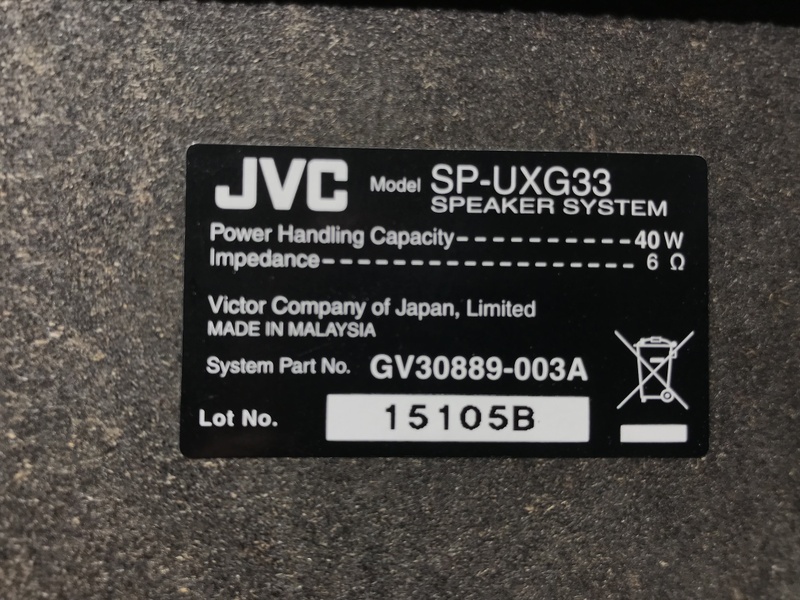 JVC Model SP-UXG33
SPEAKER SYSTEM
Power Handling Capacity-----------40 W
Impedance-------------------6 Ω
Victor Company of Japan, Limited
MADE IN MALAYSIA
System Part No. GV30889-003A
Lot No. 15105B